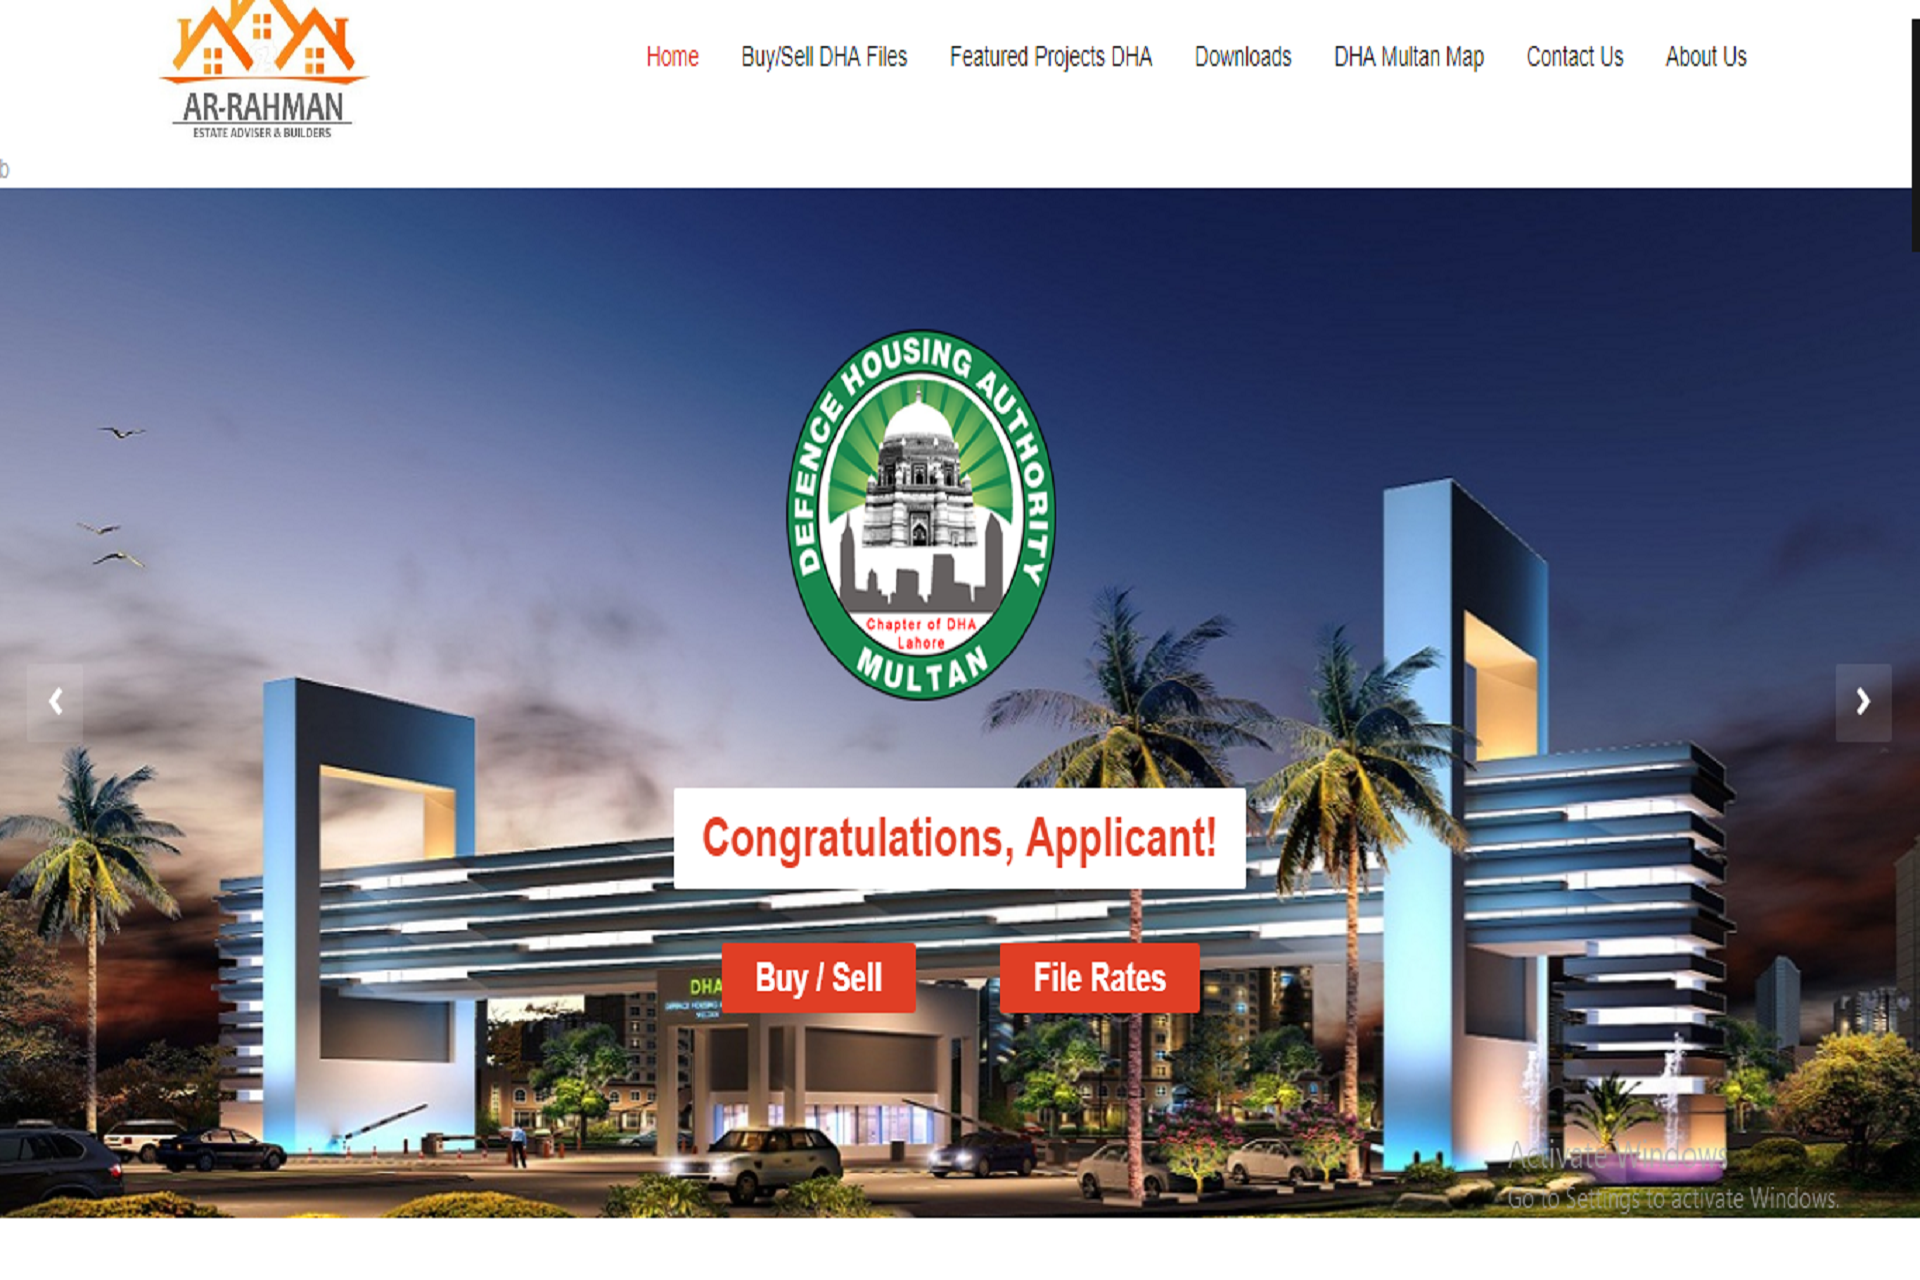 AR-RAHMAN
ESTATE ADVISER & BUILDERS
Home
Buy/Sell DHA Files
Featured Projects DHA
Downloads
DHA Multan Map
Contact Us
About Us
b
DEFENCE HOUSING AUTHORITY
Chapter of DHA
Lahore
MULTAN
Congratulations, Applicant!
Buy / Sell
File Rates
DHA
Activate Windows
Go to Settings to activate Windows.